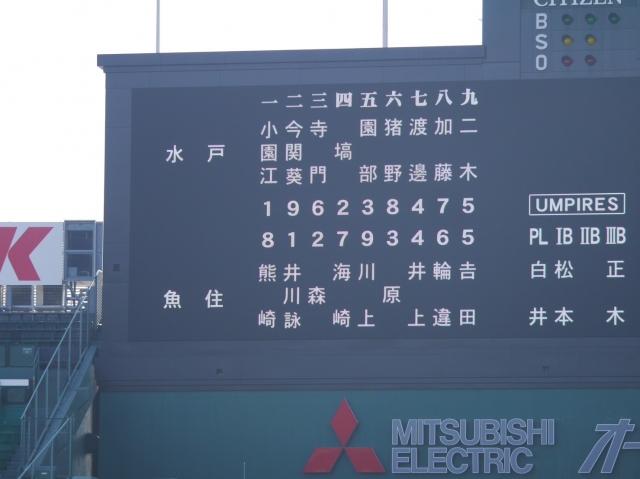 CITIZEN
B
S
O
一 二 三 四 五 六 七 八 九
水戸
小園江 今関葵 寺門 塙 園部 猪野 渡邊 加藤 二木
1 9 6 2 3 8 4 7 5
8 1 2 7 9 3 4 6 5
魚住
熊崎 井川詠 森 海崎 川上 原 井上 輪違 吉田
UMPIRES
PL IB IIB IIIB
白井 松本 正木
K
MITSUBISHI
ELECTRIC
オー